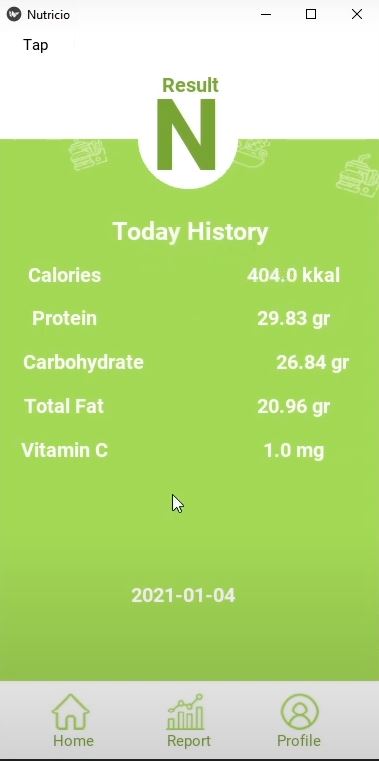 Nutricio
Tap
Result
N
Today History
Calories 404.0 kkal
Protein 29.83 gr
Carbohydrate 26.84 gr
Total Fat 20.96 gr
Vitamin C 1.0 mg
2021-01-04
Home Report Profile